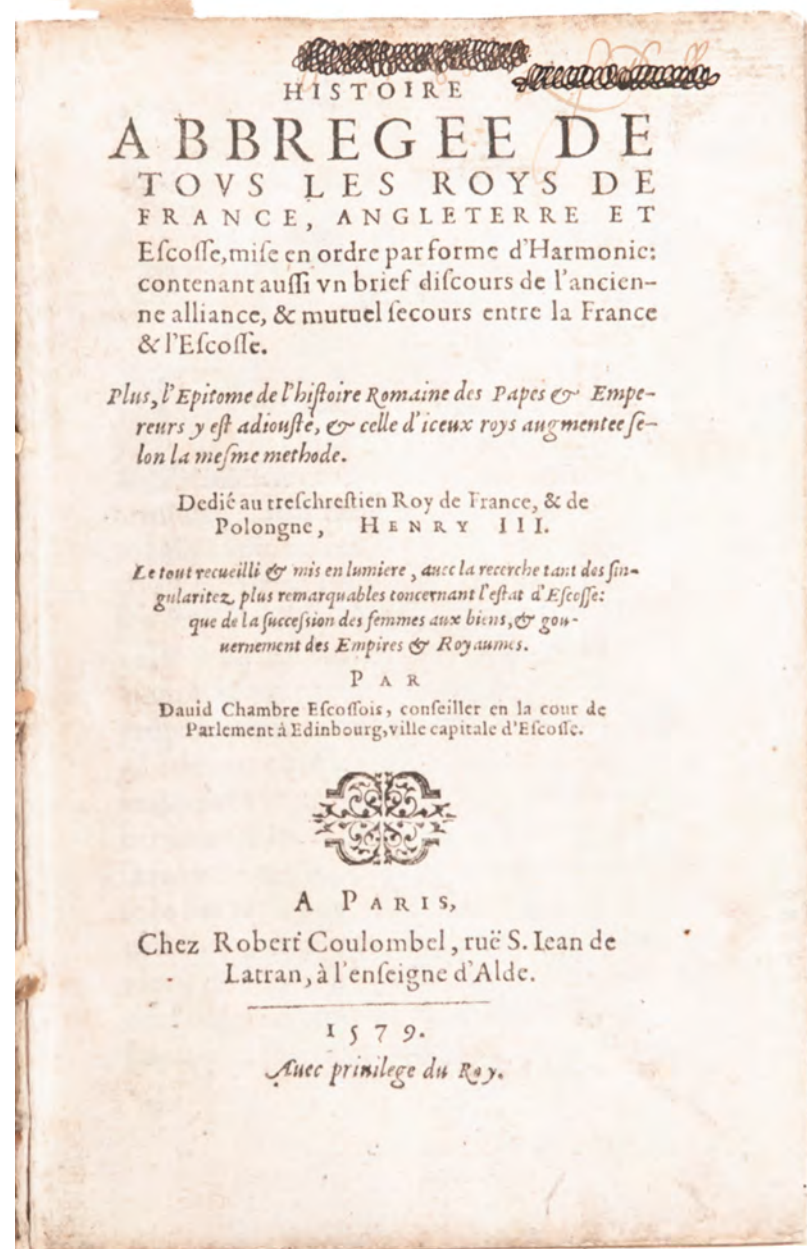 HISTOIRE
ABBREGEE DE
TOVS LES ROYS DE
FRANCE, ANGLETERRE ET
Eſcoſſe, miſe en ordre par forme d'Harmonie:
contenant auſſi vn brief diſcours de l'ancien-
ne alliance, & mutuel ſecours entre la France
& l'Eſcoſſe.
Plus, l'Epitome de l'hiſtoire Romaine des Papes & Empe-
reurs y eſt adiouſté, & celle d'iceux roys augmentee ſe-
lon la meſme methode.
Dedié au treſchreſtien Roy de France, & de
Polongne, HENRY III.
Le tout recueilli & mis en lumiere, auec la recerche tant des ſin-
gularitez plus remarquables concernant l'eſtat d'Eſcoſſe:
que de la ſucceſsion des femmes aux biens, & gou-
uernement des Empires & Royaumes.
PAR
Dauid Chambre Eſcoſſois, conſeiller en la cour de
Parlement à Edinbourg, ville capitale d'Eſcoſſe.
A PARIS,
Chez Robert Coulombel, ruë S. Iean de
Latran, à l'enſeigne d'Alde.
1579.
Auec priuilege du Roy.